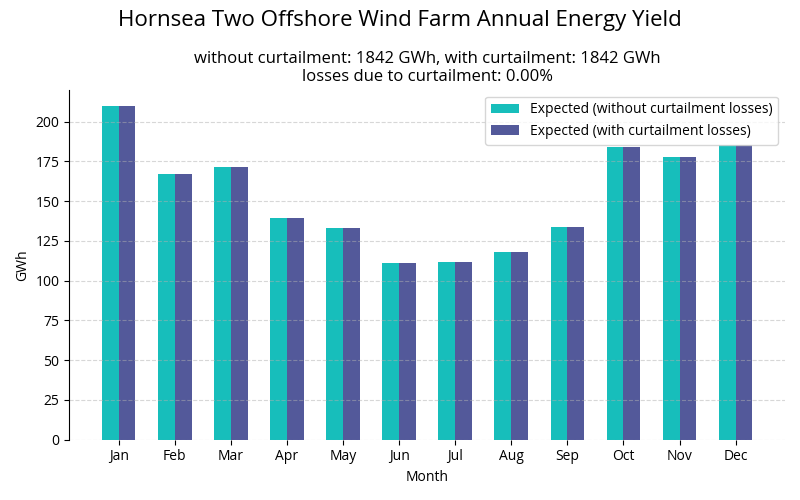 Hornsea Two Offshore Wind Farm Annual Energy Yield
without curtailment: 1842 GWh, with curtailment: 1842 GWh
losses due to curtailment: 0.00%
Expected (without curtailment losses)
Expected (with curtailment losses)
200
175
150
125
100
75
50
25
0
GWh
Jan Feb Mar Apr May Jun Jul Aug Sep Oct Nov Dec
Month